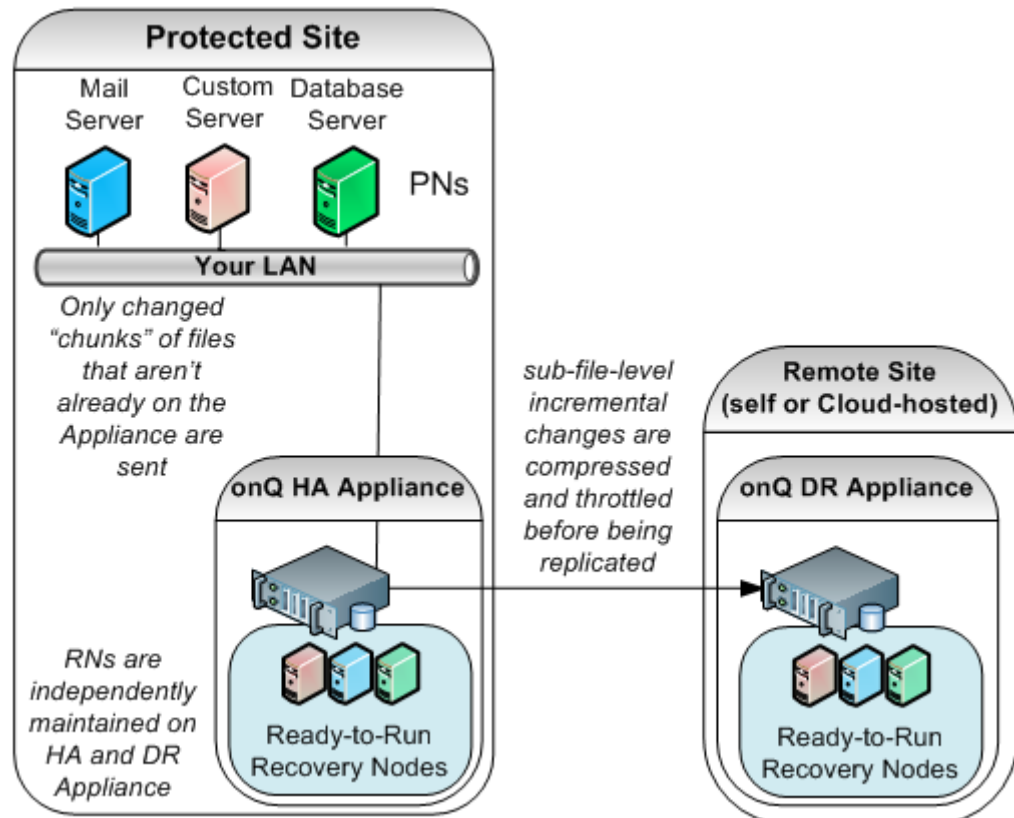 Protected Site
Mail
Server
Custom
Server
Database
Server
PNs
Your LAN
Only changed
“chunks” of files
that aren’t
already on the
Appliance are
sent
onQ HA Appliance
Ready-to-Run
Recovery Nodes
RNs are
independently
maintained on
HA and DR
Appliance
sub-file-level
incremental
changes are
compressed
and throttled
before being
replicated
Remote Site
(self or Cloud-hosted)
onQ DR Appliance
Ready-to-Run
Recovery Nodes